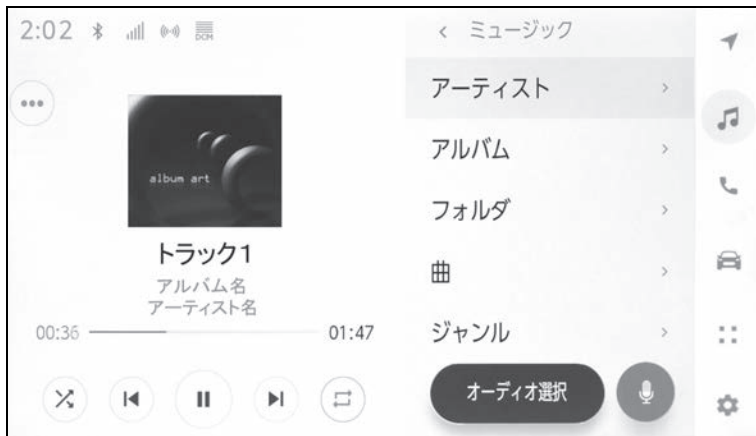 2:02
DCM
album art
トラック1
アルバム名
アーティスト名
00:36
01:47
ミュージック
アーティスト
アルバム
フォルダ
曲
ジャンル
オーディオ選択